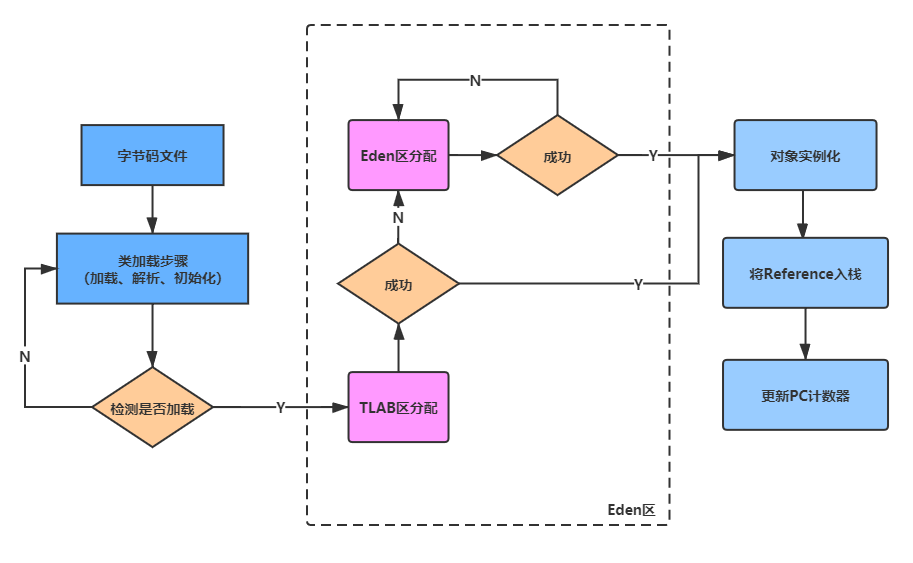 字节码文件
类加载步骤
（加载、解析、初始化）
N
检测是否加载
Y
N
Eden区分配
成功
Y
N
成功
Y
TLAB区分配
Eden区
对象实例化
将Reference入栈
更新PC计数器